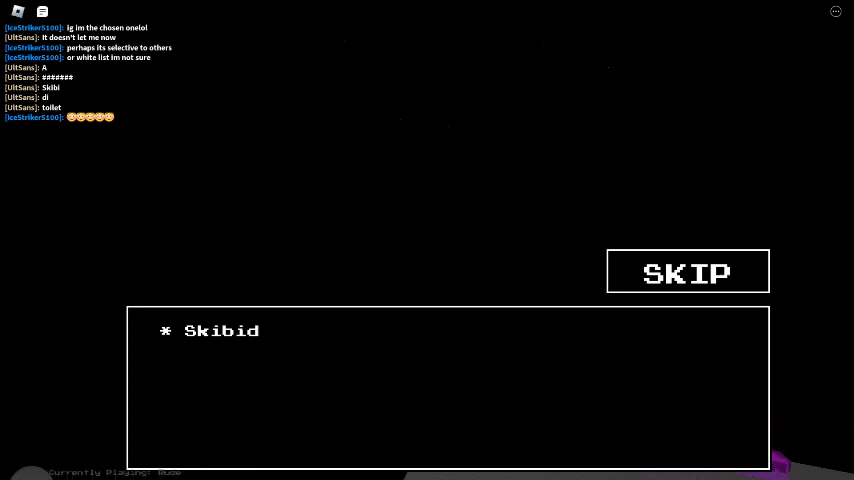 [IceStriker5100]: ig im the chosen onelol
[UltSans]: It doesn't let me now
[IceStriker5100]: perhaps its selective to others
[IceStriker5100]: or white list im not sure
[UltSans]: A
[UltSans]: #######
[UltSans]: Skibi
[UltSans]: di
[UltSans]: toilet
[IceStriker5100]: 😳😳😳😳😳
SKIP
* Skibid
Currently Playing: Rude